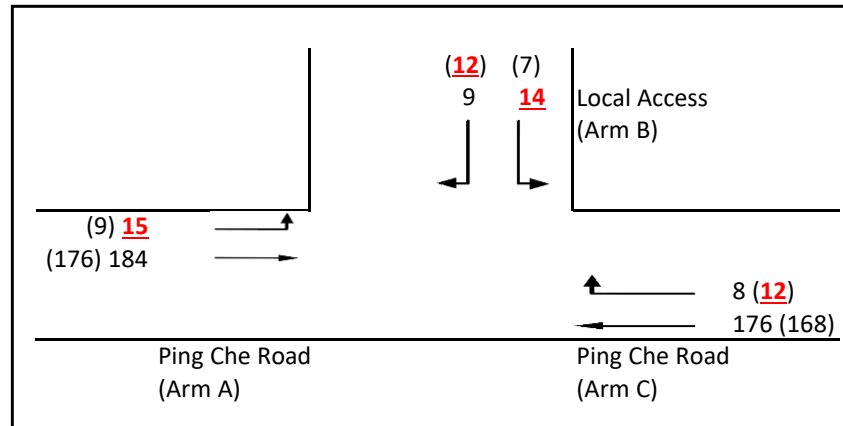 (12) (7)
9 14
Local Access
(Arm B)
(9) 15
(176) 184
8 (12)
176 (168)
Ping Che Road
(Arm A)
Ping Che Road
(Arm C)